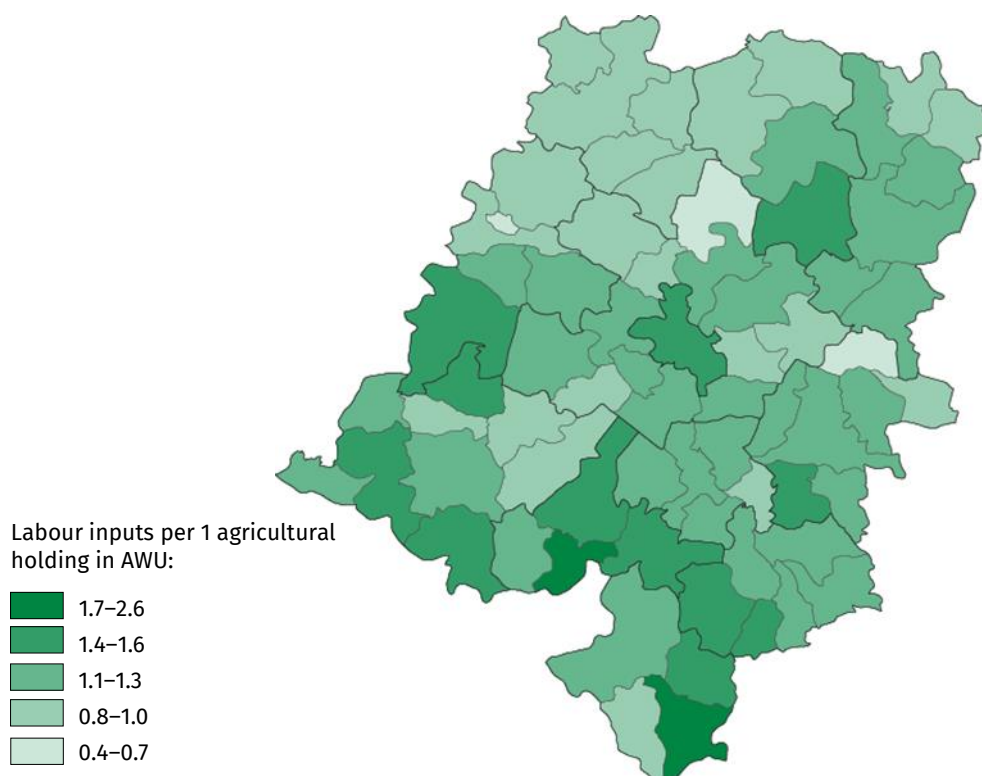 Labour inputs per 1 agricultural
holding in AWU:
1.7–2.6
1.4–1.6
1.1–1.3
0.8–1.0
0.4–0.7